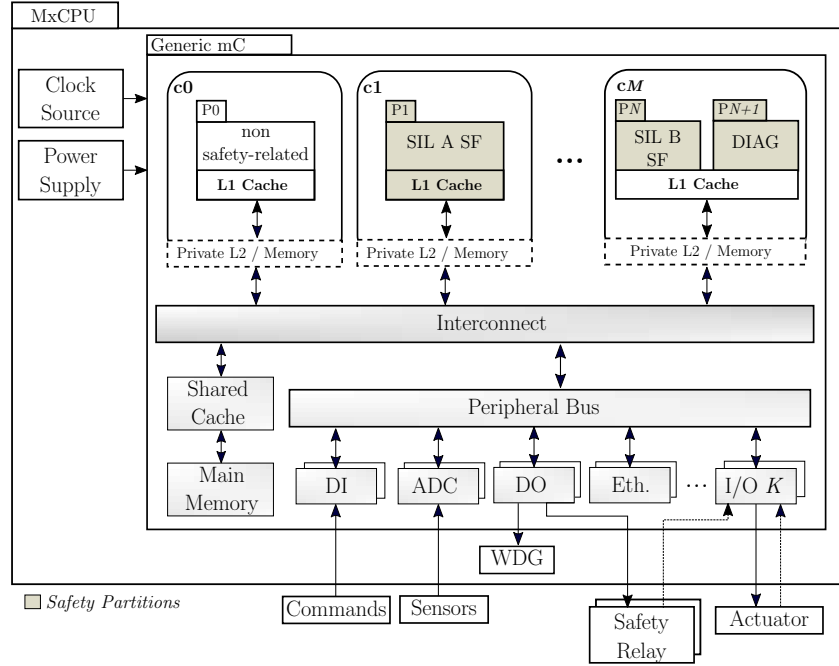 MxCPU
Generic mC
Clock
Source
Power
Supply
c0
P0
non
safety-related
L1 Cache
Private L2 / Memory
c1
P1
SIL A SF
L1 Cache
Private L2 / Memory
...
cM
PN
SIL B
SF
PN+1
DIAG
L1 Cache
Private L2 / Memory
Interconnect
Shared
Cache
Main
Memory
Peripheral Bus
DI
ADC
DO
Eth.
...
I/O K
WDG
Safety Partitions
Commands
Sensors
Safety
Relay
Actuator